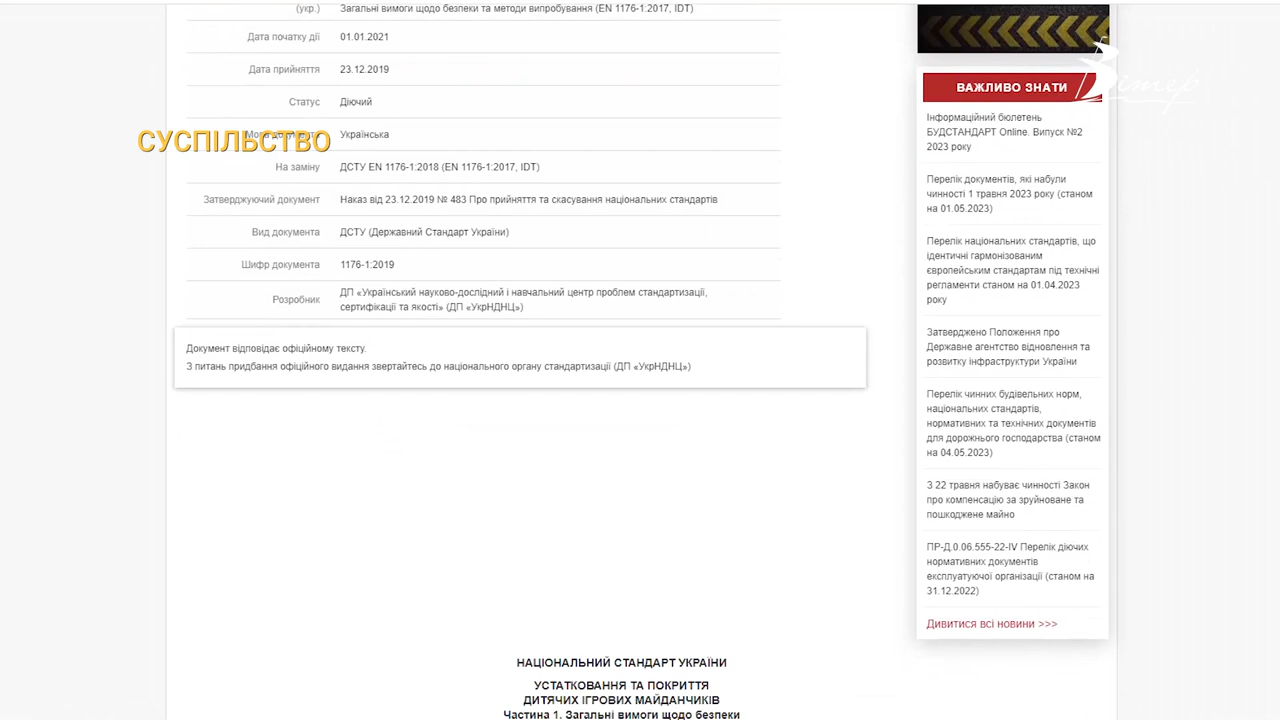 (укр.) Загальні вимоги щодо безпеки та методи випробування (EN 1176-1:2017, IDT)
Дата початку дії 01.01.2021
Дата прийняття 23.12.2019
Статус Діючий
СУСПІЛЬСТВО
Українська
На заміну ДСТУ EN 1176-1:2018 (EN 1176-1:2017, IDT)
Затверджуючий документ Наказ від 23.12.2019 № 483 Про прийняття та скасування національних стандартів
Вид документа ДСТУ (Державний Стандарт України)
Шифр документа 1176-1:2019
Розробник ДП «Український науково-дослідний і навчальний центр проблем стандартизації,
сертифікації та якості» (ДП «УкрНДНЦ»)
Документ відповідає офіційному тексту.
З питань придбання офіційного видання звертайтесь до національного органу стандартизації (ДП «УкрНДНЦ»)
НАЦІОНАЛЬНИЙ СТАНДАРТ УКРАЇНИ
УСТАТКОВАННЯ ТА ПОКРИТТЯ
ДИТЯЧИХ ІГРОВИХ МАЙДАНЧИКІВ
Частина 1. Загальні вимоги щодо безпеки
Вітер
ВАЖЛИВО ЗНАТИ
Інформаційний бюлетень
БУДСТАНДАРТ Online. Випуск №2
2023 року
Перелік документів, які набули
чинності 1 травня 2023 року (станом
на 01.05.2023)
Перелік національних стандартів, що
ідентичні гармонізованим
європейським стандартам під технічні
регламенти станом на 01.04.2023
року
Затверджено Положення про
Державне агентство відновлення та
розвитку інфраструктури України
Перелік чинних будівельних норм,
національних стандартів,
нормативних та технічних документів
для дорожнього господарства (станом
на 04.05.2023)
З 22 травня набуває чинності Закон
про компенсацію за зруйноване та
пошкоджене майно
ПР-Д.0.06.555-22-IV Перелік діючих
нормативних документів
експлуатуючої організації (станом на
31.12.2022)
Дивитися всі новини >>>